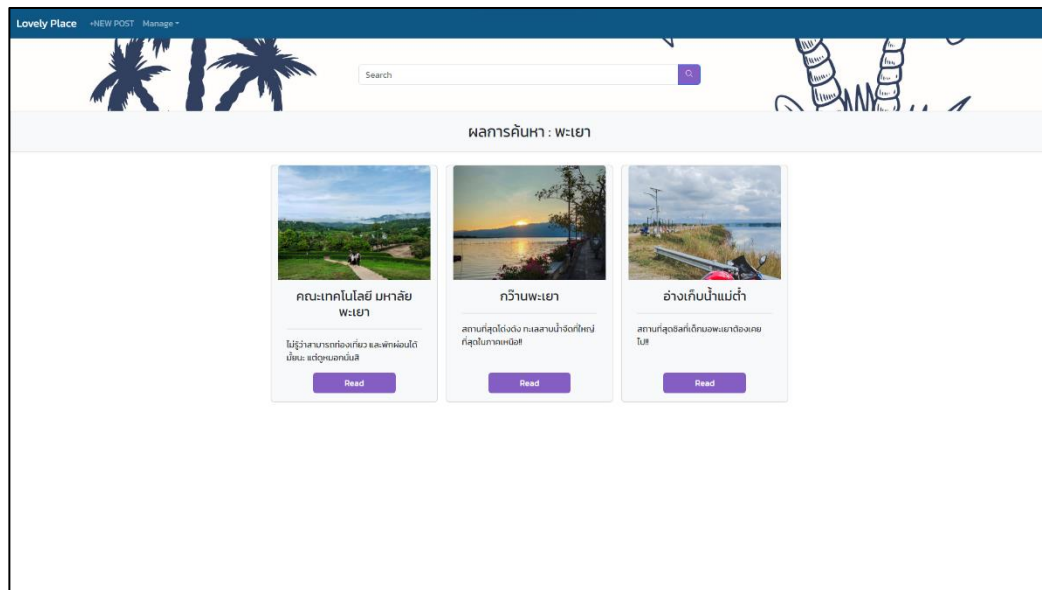 Lovely Place +NEW POST Manage
Search
ผลการค้นหา : พะเยา
คณะเทคโนโลยี มหาลัย
พะเยา
ไม่รู้ว่าสามารถท่องเที่ยว และพักผ่อนได้
มั้ยนะ แต่ดูหมอกนั่นสิ
Read
กว๊านพะเยา
สถานที่สุดโด่งดัง ทะเลสาบน้ำจืดที่ใหญ่
ที่สุดในภาคเหนือ!!
Read
อ่างเก็บน้ำแม่ต๋ำ
สถานที่สุดชิลที่เด็กมอพะเยาต้องเคย
ไป!!
Read